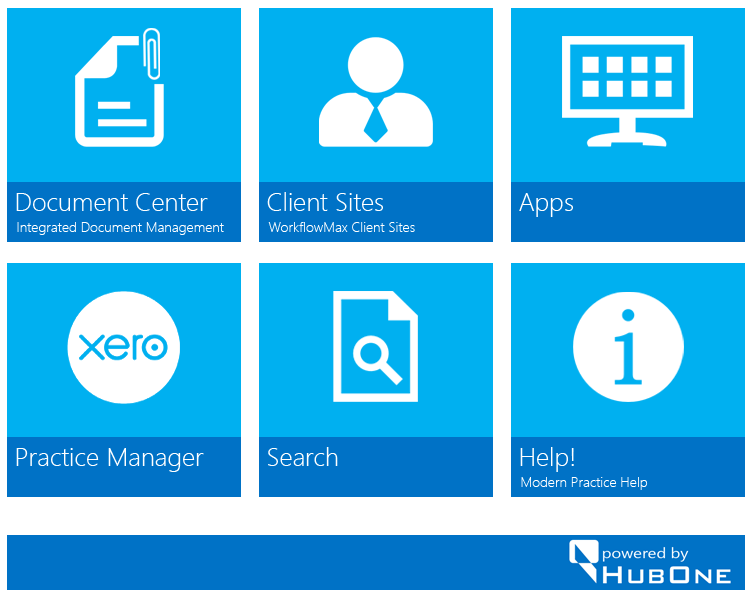 Document Center
Integrated Document Management
Client Sites
WorkflowMax Client Sites
Apps
xero
Practice Manager
Search
i
Help!
Modern Practice Help
powered by
HUBONE